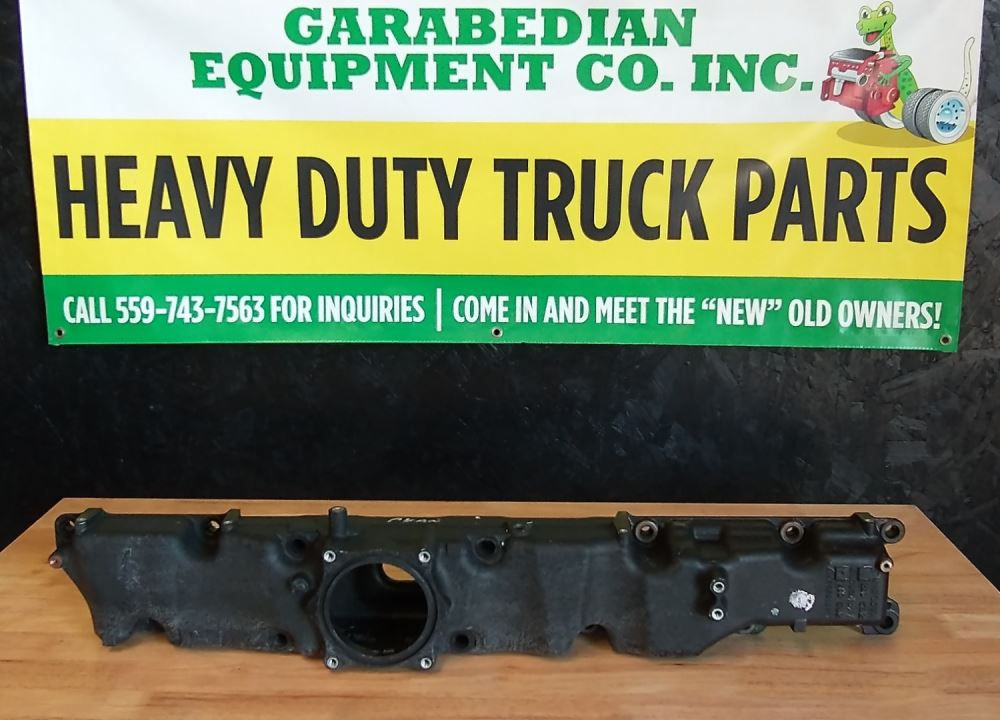 GARABEDIAN
EQUIPMENT CO. INC.
HEAVY DUTY TRUCK PARTS
CALL 559-743-7563 FOR INQUIRIES | COME IN AND MEET THE “NEW” OLD OWNERS!